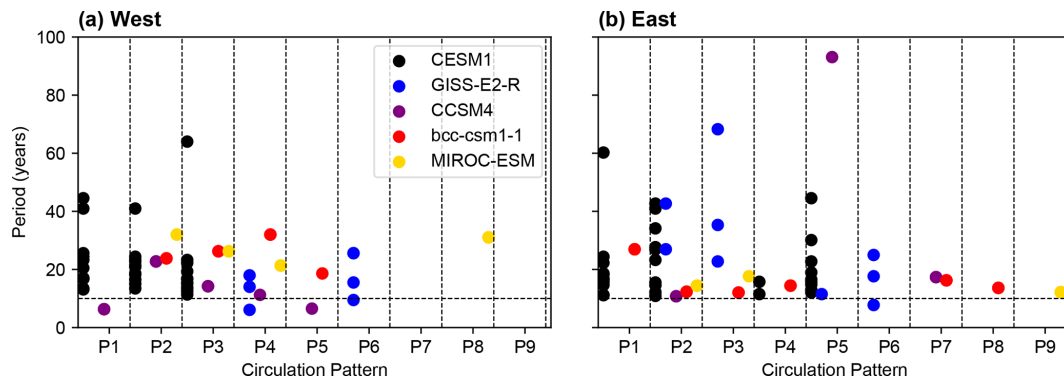 (a) West
(b) East
100
80
60
40
20
0
Period (years)
CESM1
GISS-E2-R
CCSM4
bcc-csm1-1
MIROC-ESM
P1 P2 P3 P4 P5 P6 P7 P8 P9
P1 P2 P3 P4 P5 P6 P7 P8 P9
Circulation Pattern
Circulation Pattern